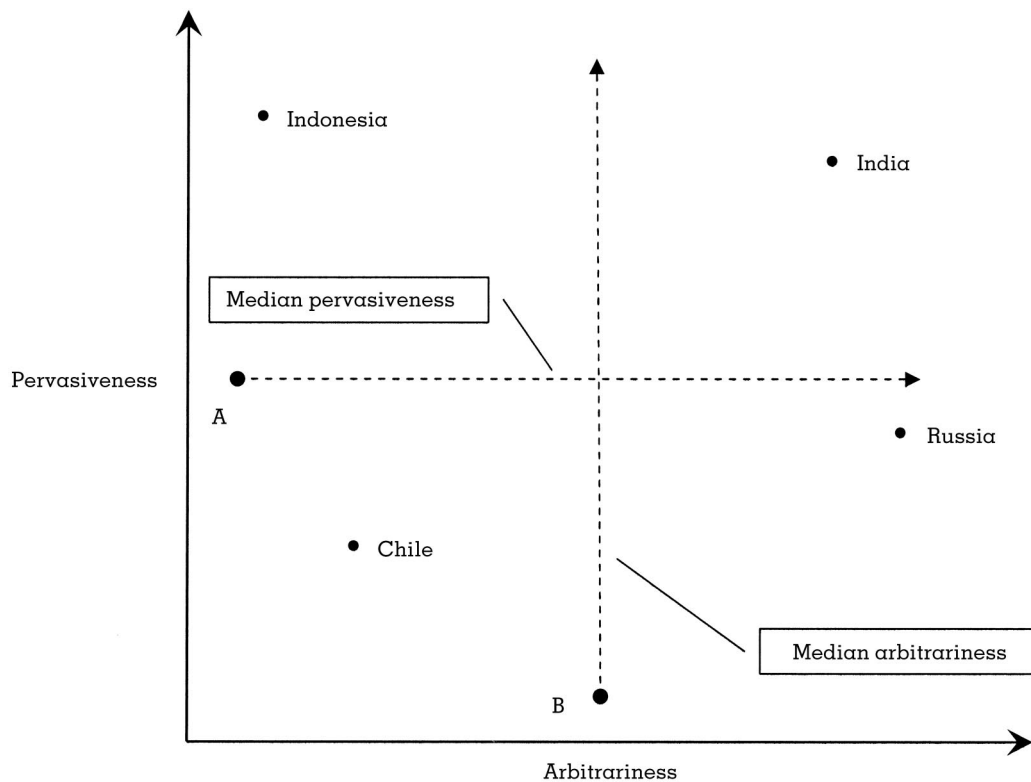 Indonesia
India
Median pervasiveness
Pervasiveness
A
Russia
Chile
Median arbitrariness
B
Arbitrariness